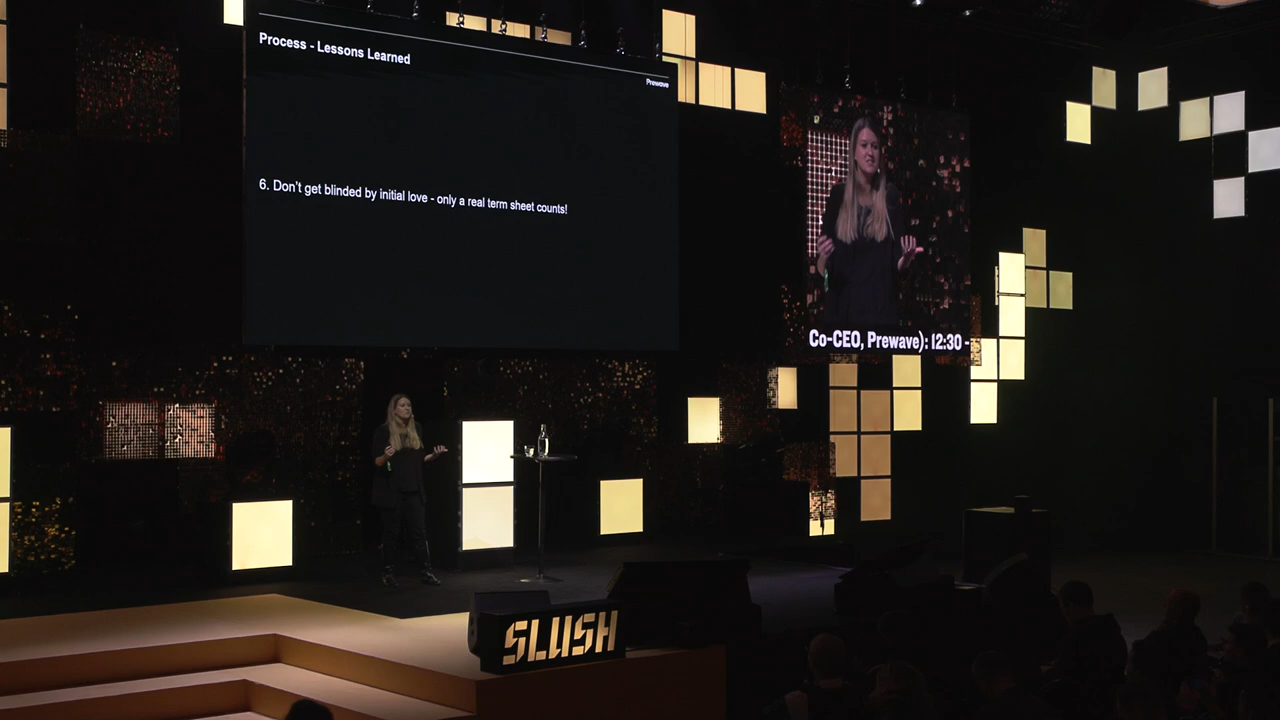 Process - Lessons Learned
Prewave
6. Don't get blinded by initial love - only a real term sheet counts!
Co-CEO, Prewave): 12:30 -
SLUSH